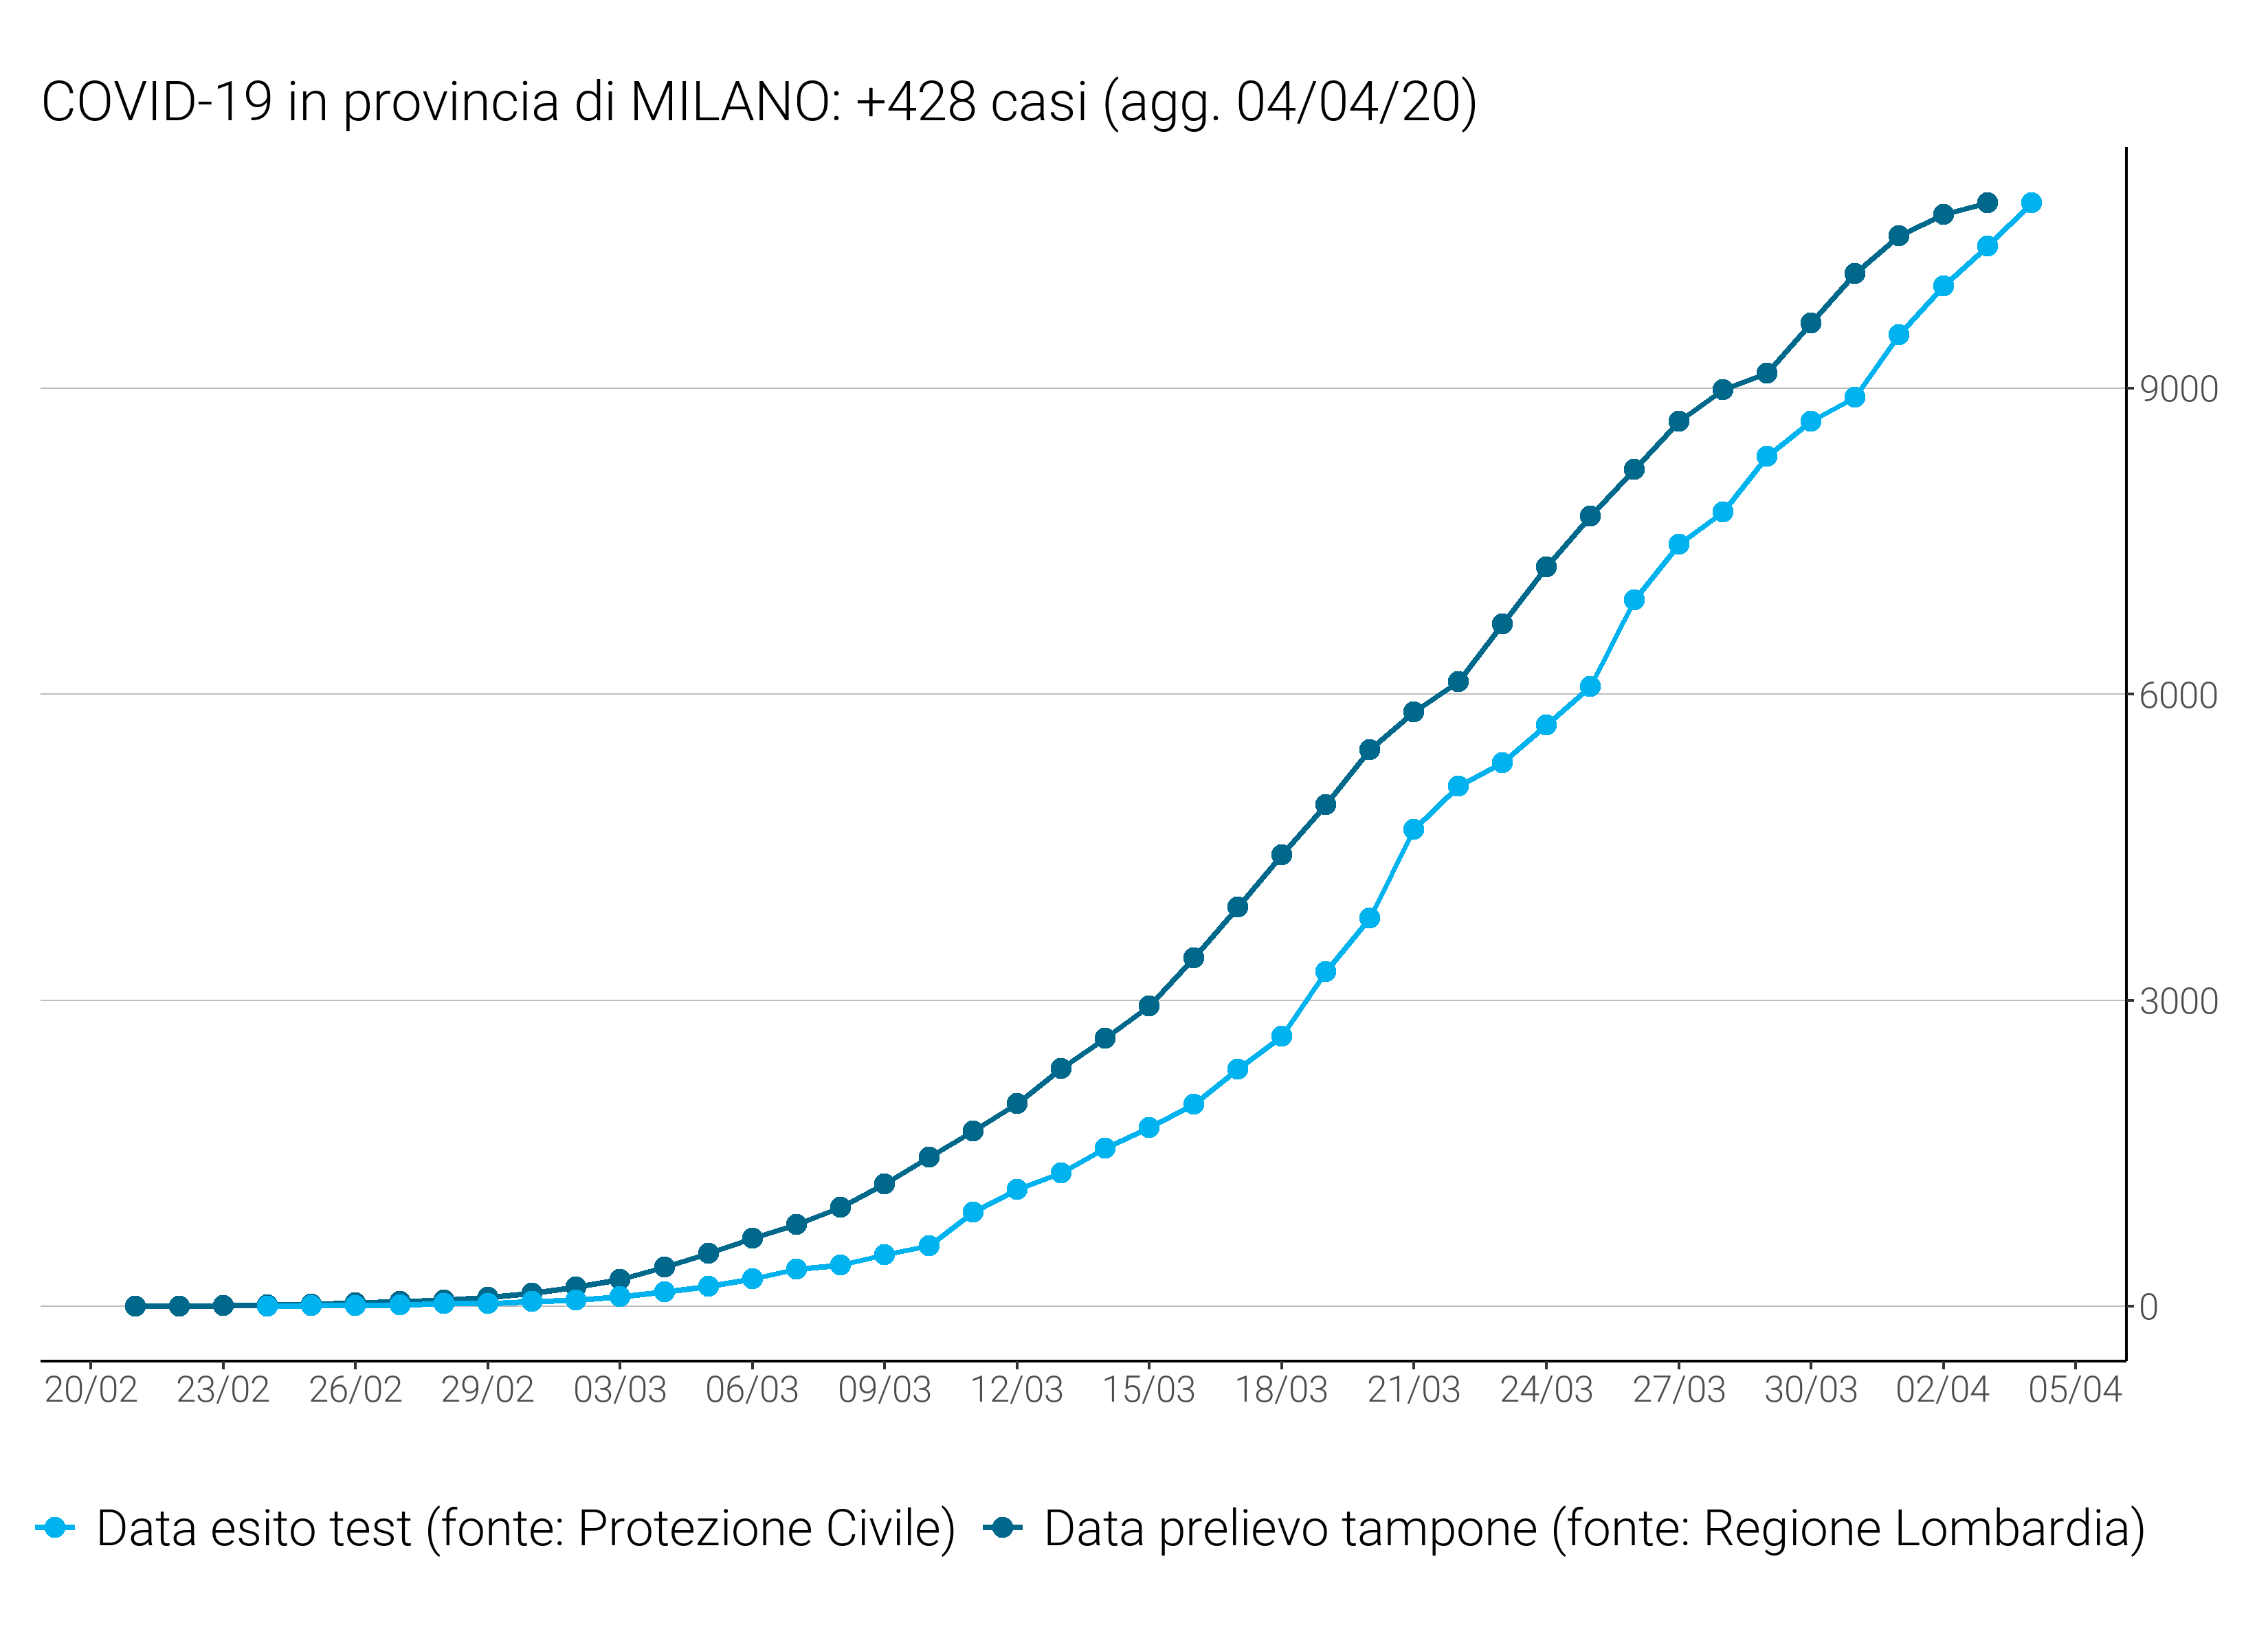 COVID-19 in provincia di MILANO: +428 casi (agg. 04/04/20)
9000
6000
3000
0
20/02 23/02 26/02 29/02 03/03 06/03 09/03 12/03 15/03 18/03 21/03 24/03 27/03 30/03 02/04 05/04
Data esito test (fonte: Protezione Civile) Data prelievo tampone (fonte: Regione Lombardia)